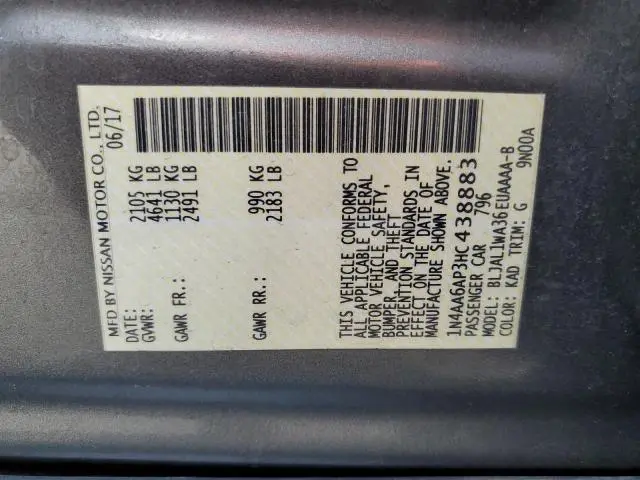 MFD BY NISSAN MOTOR CO., LTD.
DATE: 06/17
GVWR: 2105 KG
4641 LB
GAWR FR: 1130 KG
2491 LB
GAWR RR: 990 KG
2183 LB
THIS VEHICLE CONFORMS TO
ALL APPLICABLE FEDERAL
MOTOR VEHICLE SAFETY,
BUMPER, AND THEFT
PREVENTION STANDARDS IN
EFFECT ON THE DATE OF
MANUFACTURE SHOWN ABOVE.
1N4AA6AP3HC438883
PASSENGER CAR 796
MODEL: BLJAL1WA36EUAAAA-B
COLOR: KAD TRIM: G 9N00A